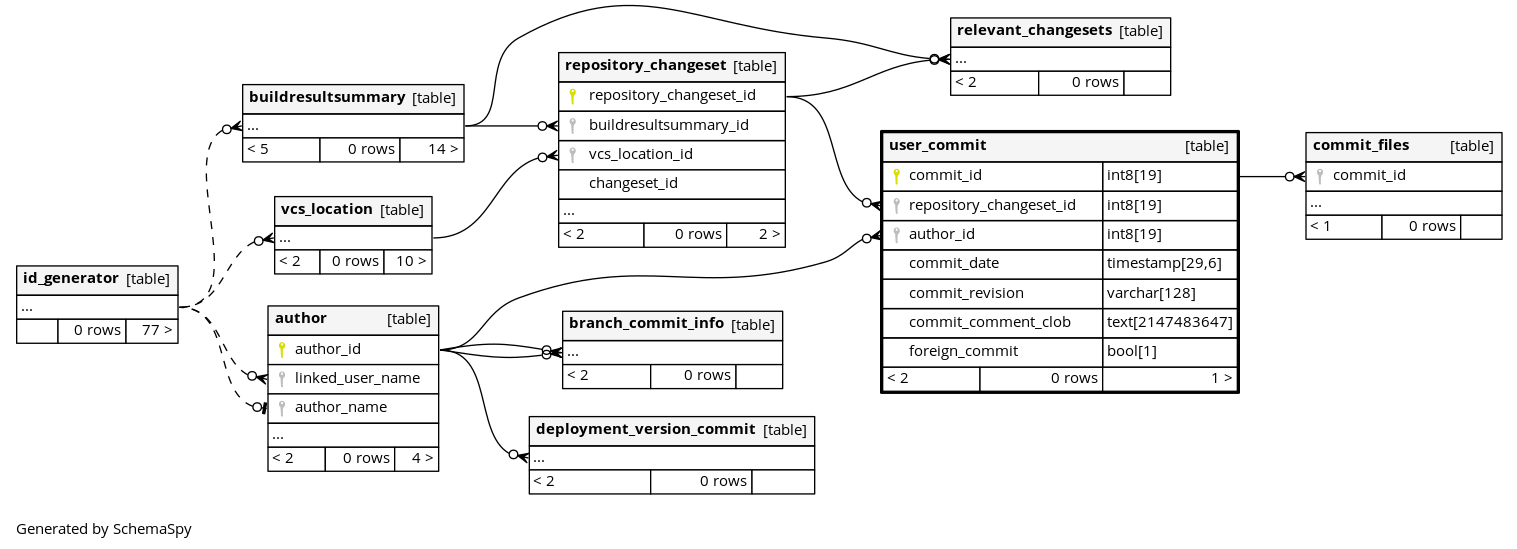 relevant_changesets [table]
...
< 2 0 rows
repository_changeset [table]
repository_changeset_id
buildresultsummary_id
vcs_location_id
changeset_id
...
< 2 0 rows 2 >
buildresultsummary [table]
...
< 5 0 rows 14 >
user_commit [table]
commit_id int8[19]
repository_changeset_id int8[19]
author_id int8[19]
commit_date timestamp[29,6]
commit_revision varchar[128]
commit_comment_clob text[2147483647]
foreign_commit bool[1]
< 2 0 rows 1 >
commit_files [table]
commit_id
...
< 1 0 rows
vcs_location [table]
...
< 2 0 rows 10 >
id_generator [table]
...
0 rows 77 >
author [table]
author_id
linked_user_name
author_name
...
< 2 0 rows 4 >
branch_commit_info [table]
...
< 2 0 rows
deployment_version_commit [table]
...
< 2 0 rows
Generated by SchemaSpy